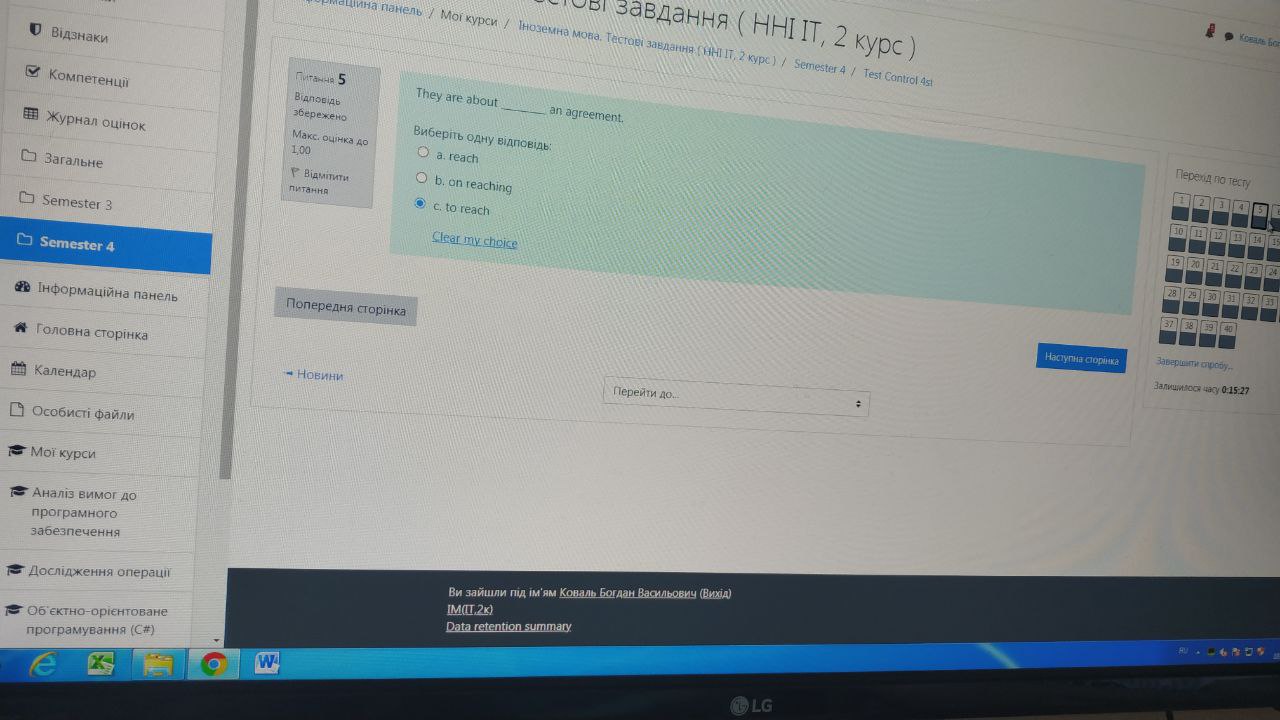 Відзнаки
Компетенції
Журнал оцінок
Загальне
Semester 3
Semester 4
Інформаційна панель
Головна сторінка
Календар
Особисті файли
Мої курси
Аналіз вимог до
програмного
забезпечення
Дослідження операції
Об'єктно-орієнтоване
програмування (C#)
завдання ( ННІ ІТ, 2 курс )
панель / Мої курси / Іноземна мова. Тестові завдання ( ННІ ІТ, 2 курс ) / Semester 4 / Test Control 4st
Коваль
Питання 5
Відповідь
збережено
Макс. оцінка до
1,00
Відмітити
питання
They are about _______ an agreement.
Виберіть одну відповідь:
a. reach
b. on reaching
c. to reach
Clear my choice
Попередня сторінка
Наступна сторінка
Новини
Перейти до...
Перехід по тесту
1 2 3 4 5
10 11 12 13 14 15
19 20 21 22 23 24
28 29 30 31 32 33
37 38 39 40
Завершити спробу...
Залишилося часу 0:15:27
Ви зайшли під ім'ям Коваль Богдан Васильович (Вихід)
ІМ(ІТ,2к)
Data retention summary
RU
LG